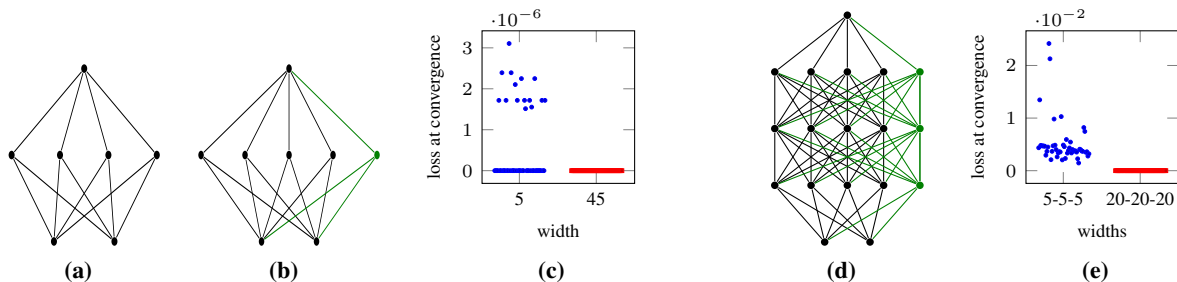 (a)
(b)
·10⁻⁶
loss at convergence
3
2
1
0
5
45
width
(c)
(d)
·10⁻²
loss at convergence
2
1
0
5-5-5
20-20-20
widths
(e)